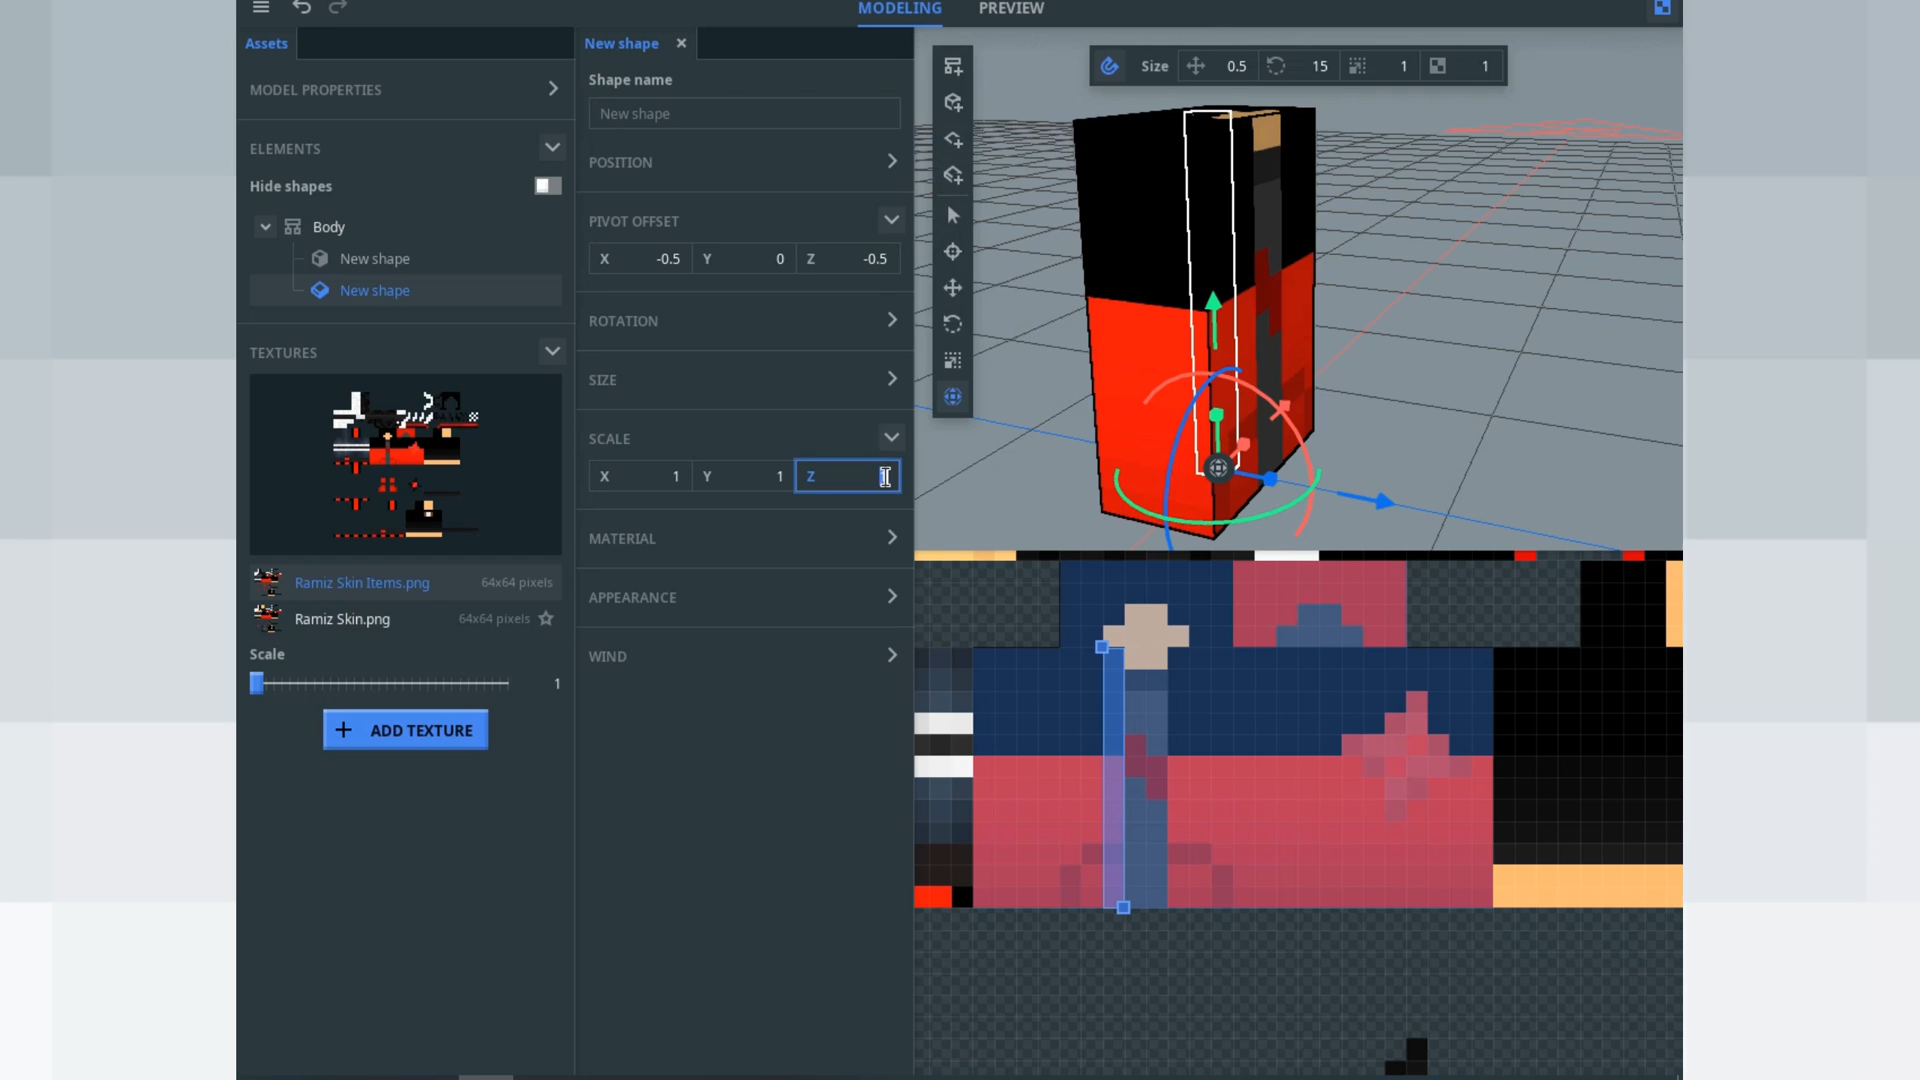 MODELING
PREVIEW
Assets
MODEL PROPERTIES
ELEMENTS
Hide shapes
Body
New shape
New shape
TEXTURES
Ramiz Skin Items.png 64x64 pixels
Ramiz Skin.png 64x64 pixels
Scale
1
ADD TEXTURE
New shape
Shape name
New shape
POSITION
PIVOT OFFSET
X -0.5 Y 0 Z -0.5
ROTATION
SIZE
SCALE
X 1 Y 1 Z
MATERIAL
APPEARANCE
WIND
Size 0.5 15 1 1